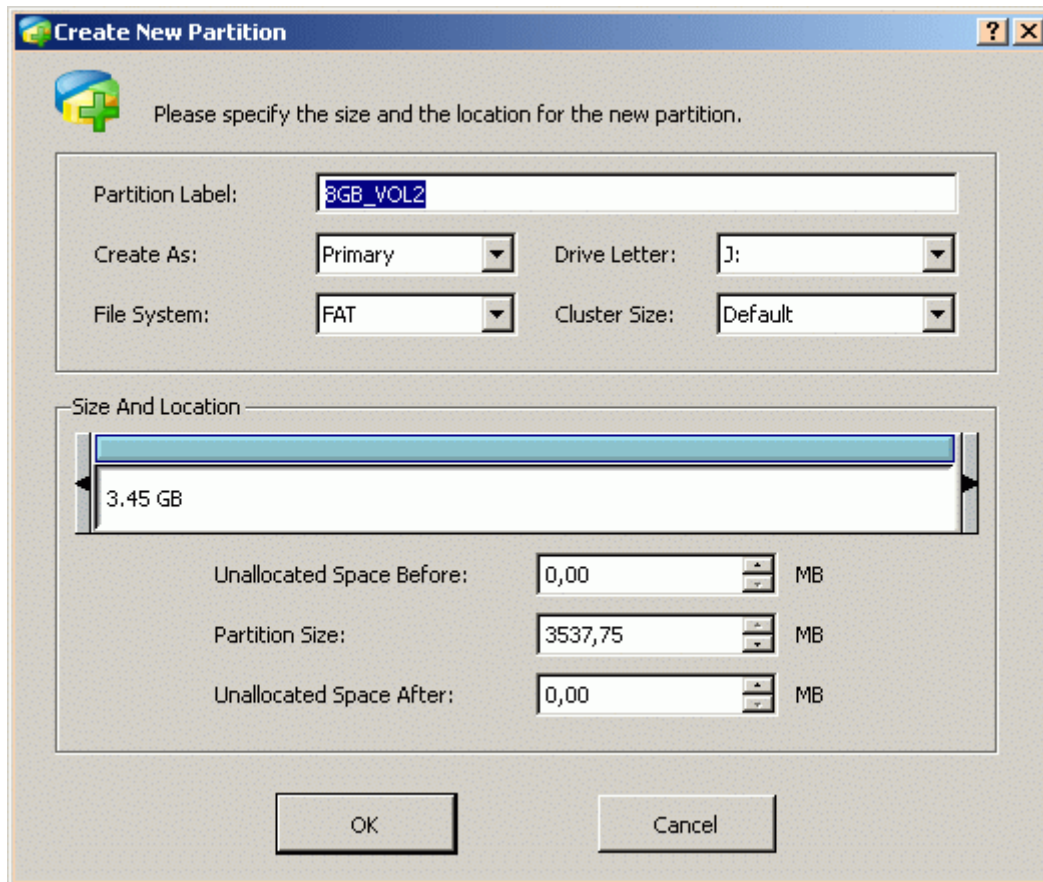 Create New Partition
Please specify the size and the location for the new partition.
Partition Label: 8GB_VOL2
Create As: Primary Drive Letter: J:
File System: FAT Cluster Size: Default
Size And Location
3.45 GB
Unallocated Space Before: 0,00 MB
Partition Size: 3537,75 MB
Unallocated Space After: 0,00 MB
OK Cancel